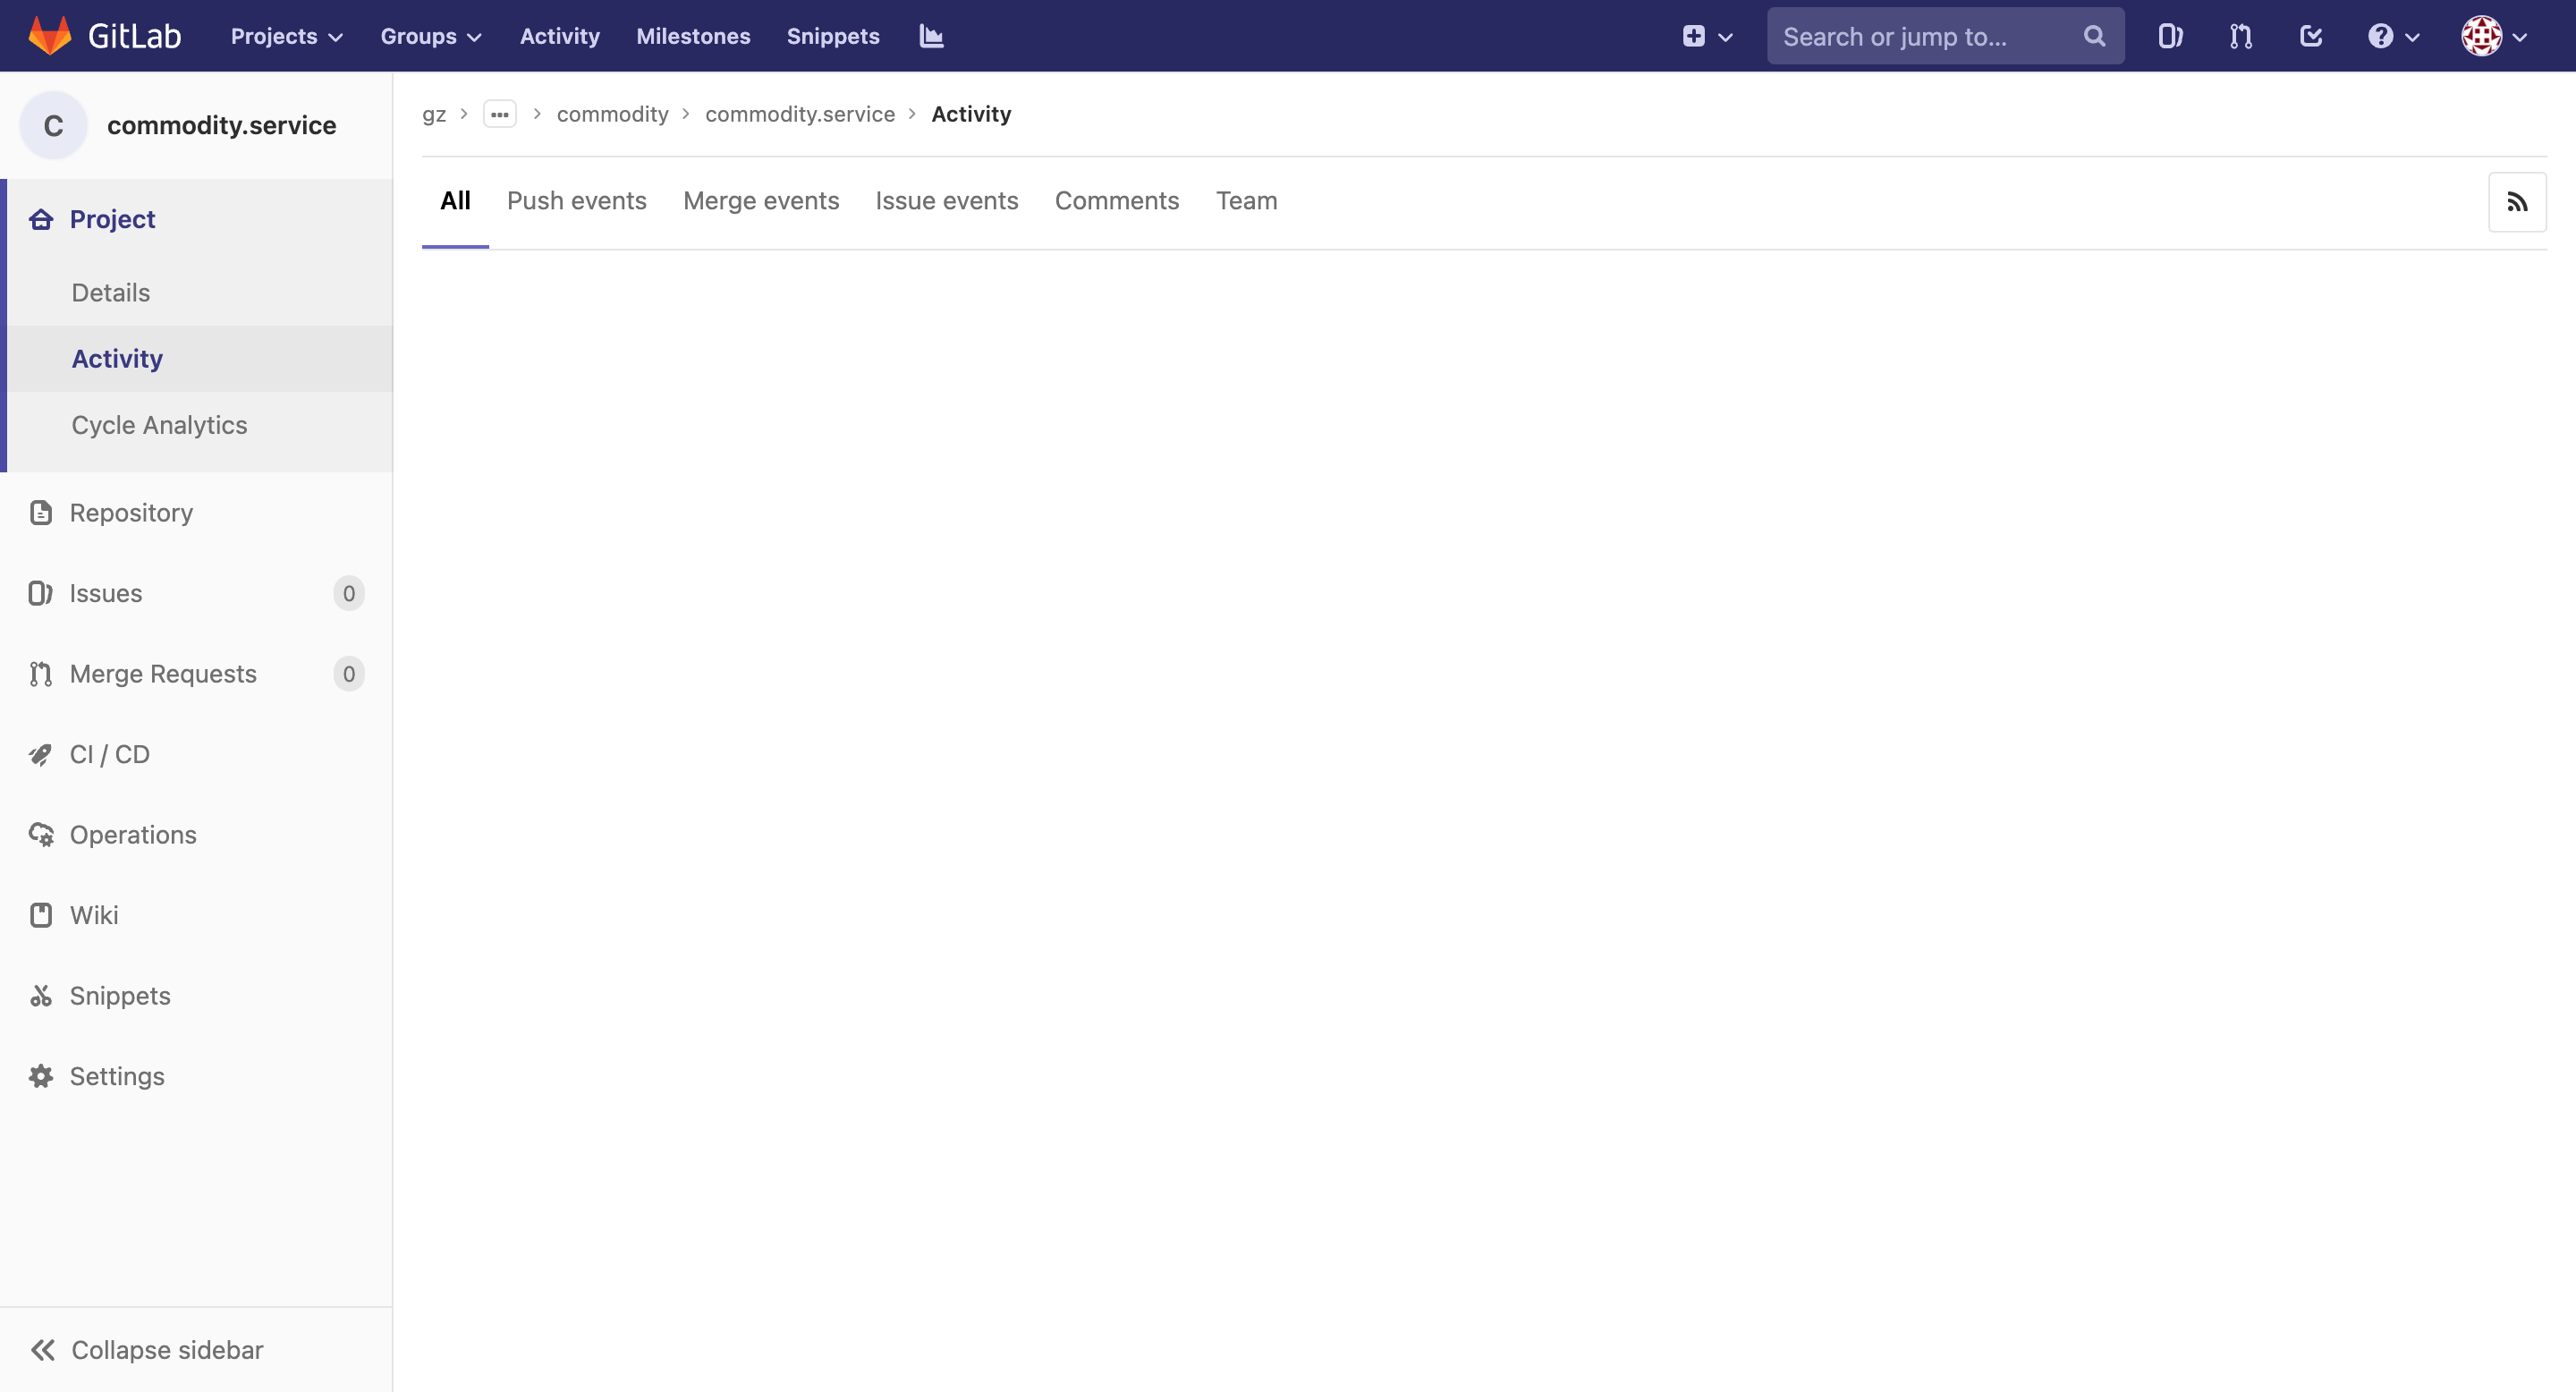 GitLab Projects Groups Activity Milestones Snippets Search or jump to...
C commodity.service
gz > ... > commodity > commodity.service > Activity
All Push events Merge events Issue events Comments Team
Project
Details
Activity
Cycle Analytics
Repository
Issues 0
Merge Requests 0
CI / CD
Operations
Wiki
Snippets
Settings
Collapse sidebar